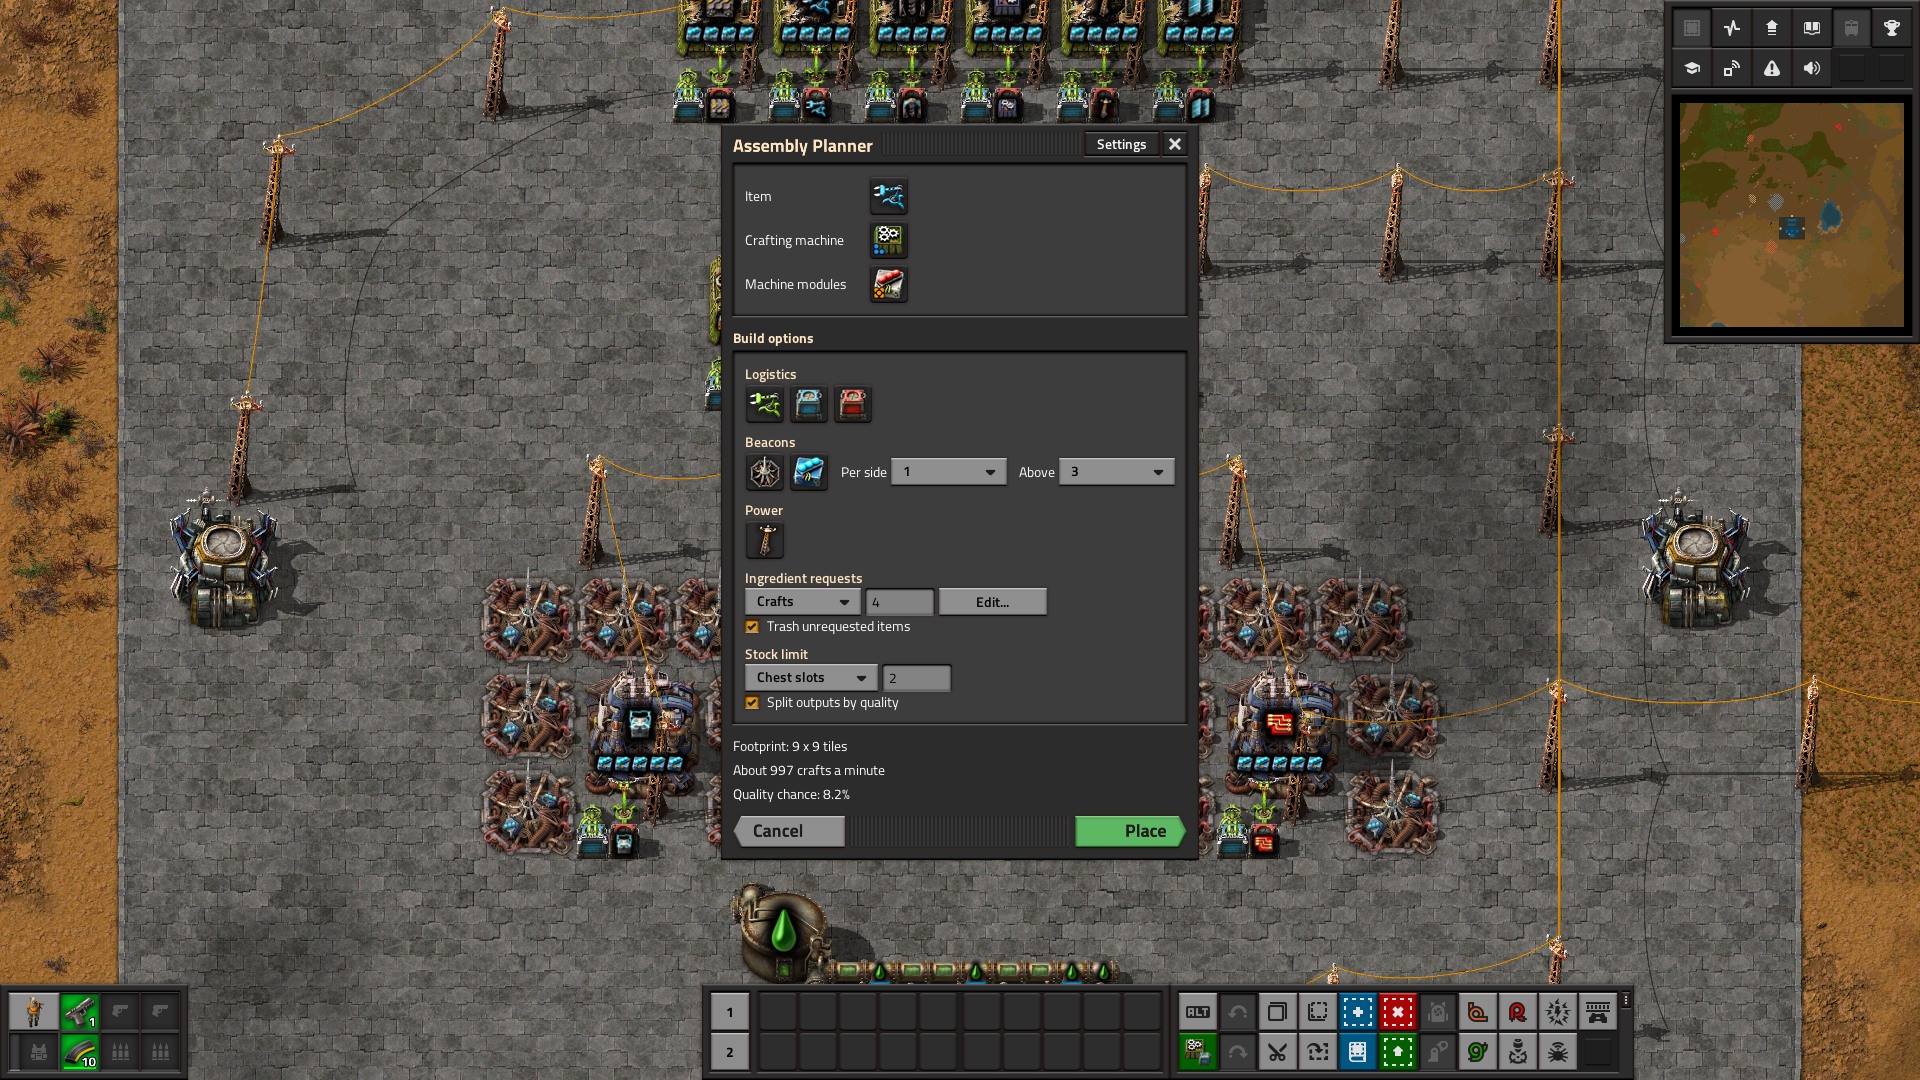 Assembly Planner
Settings
Item
Crafting machine
Machine modules
Build options
Logistics
Beacons
Per side 1 Above 3
Power
Ingredient requests
Crafts 4 Edit...
Trash unrequested items
Stock limit
Chest slots 2
Split outputs by quality
Footprint: 9 x 9 tiles
About 997 crafts a minute
Quality chance: 8.2%
Cancel Place
1
10
1
2
ALT